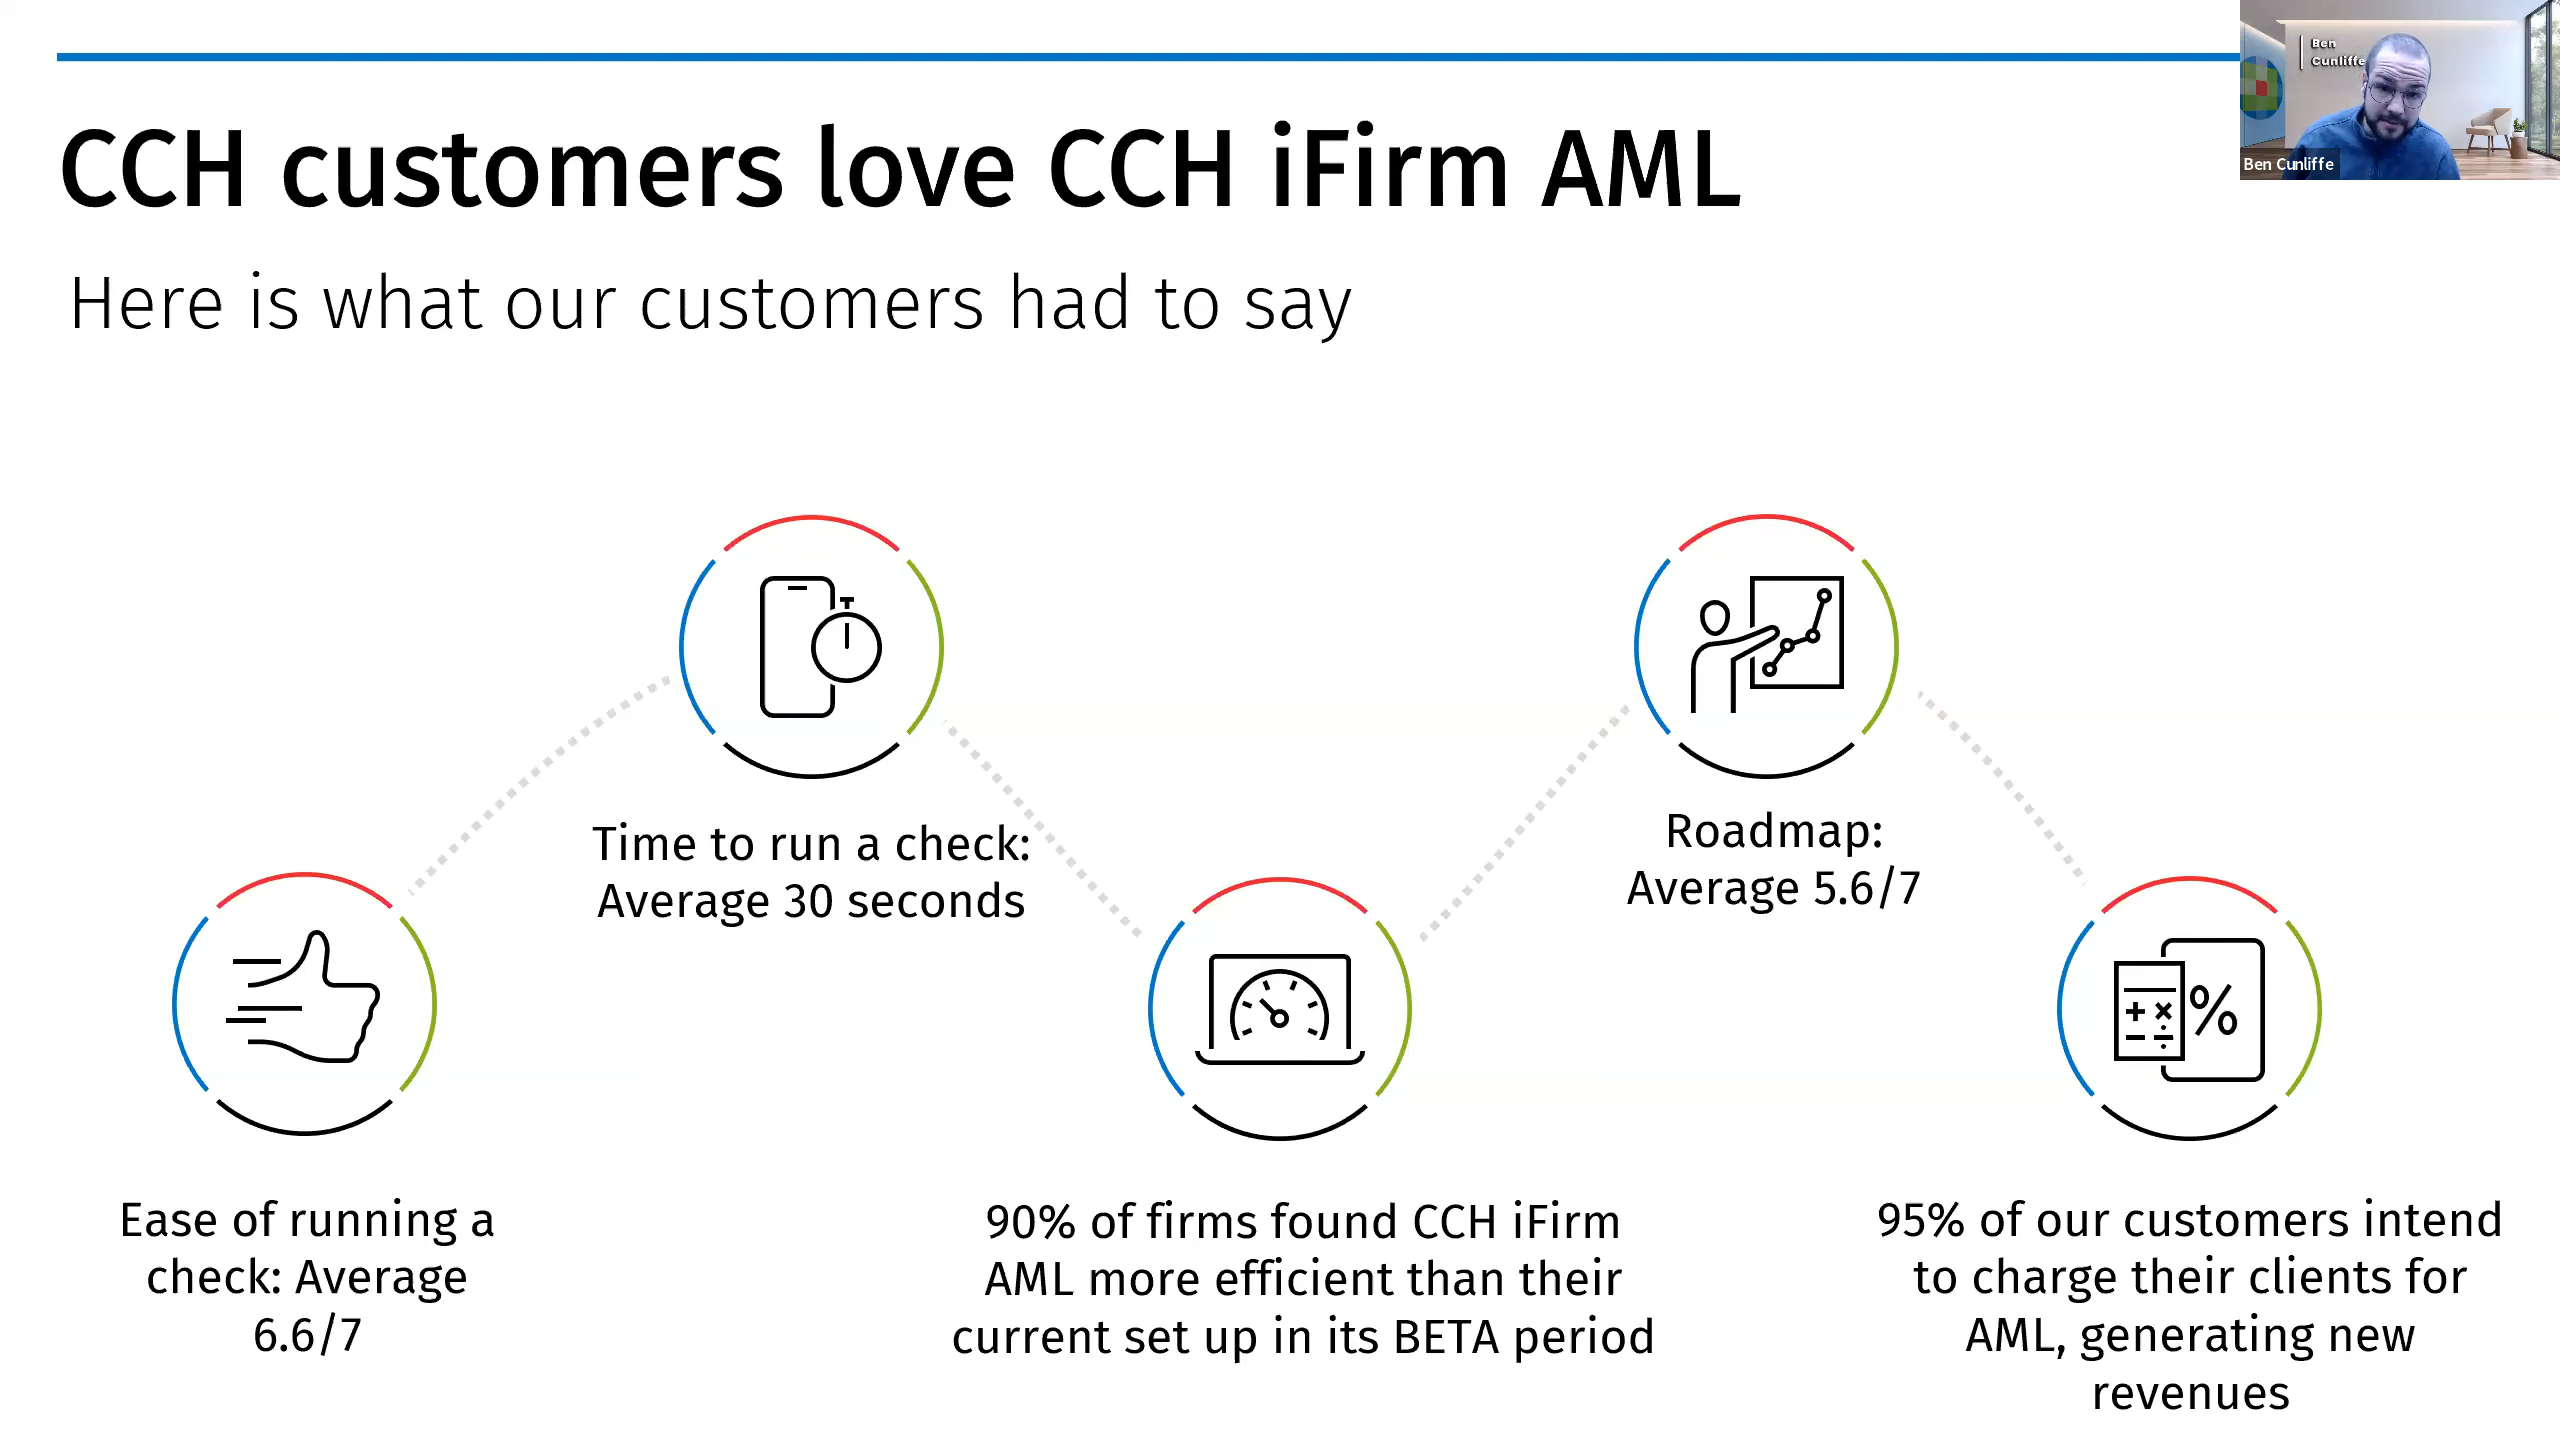 Ben
Cunliffe
Ben Cunliffe
CCH customers love CCH iFirm AML
Here is what our customers had to say
Time to run a check:
Average 30 seconds
Roadmap:
Average 5.6/7
Ease of running a
check: Average
6.6/7
90% of firms found CCH iFirm
AML more efficient than their
current set up in its BETA period
95% of our customers intend
to charge their clients for
AML, generating new
revenues